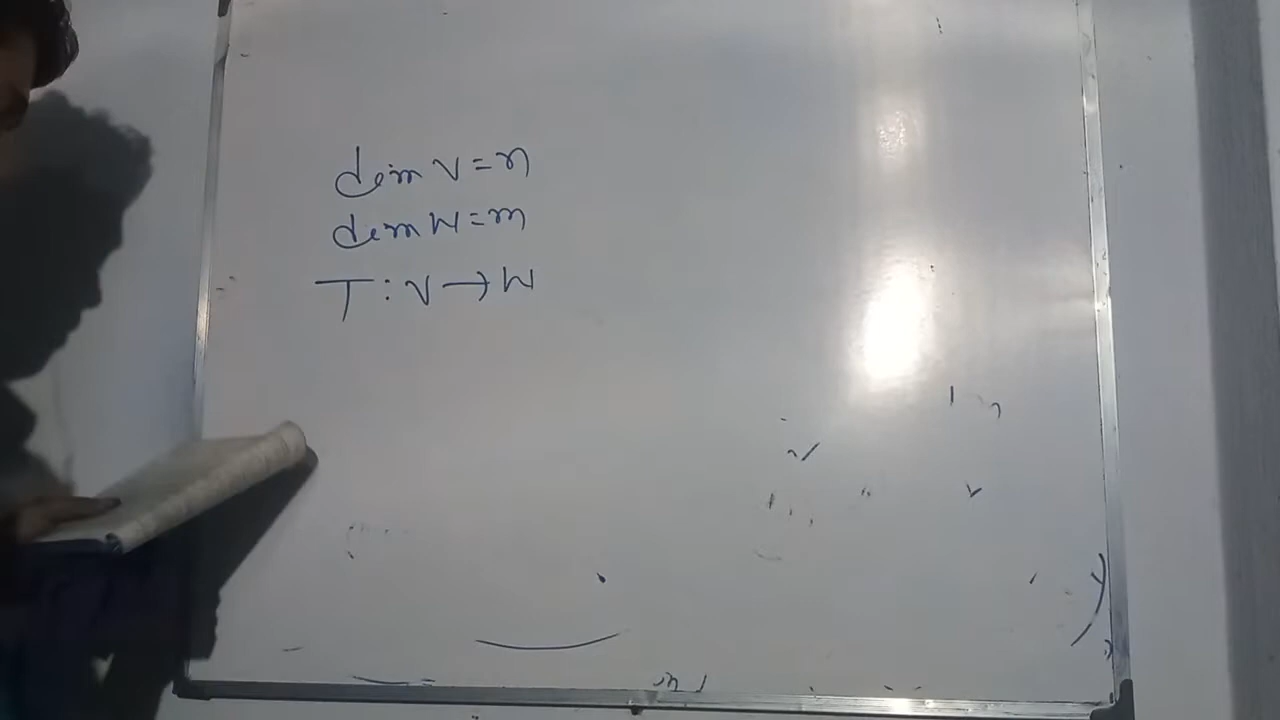 dim V = n
dim W = m
T : V → W